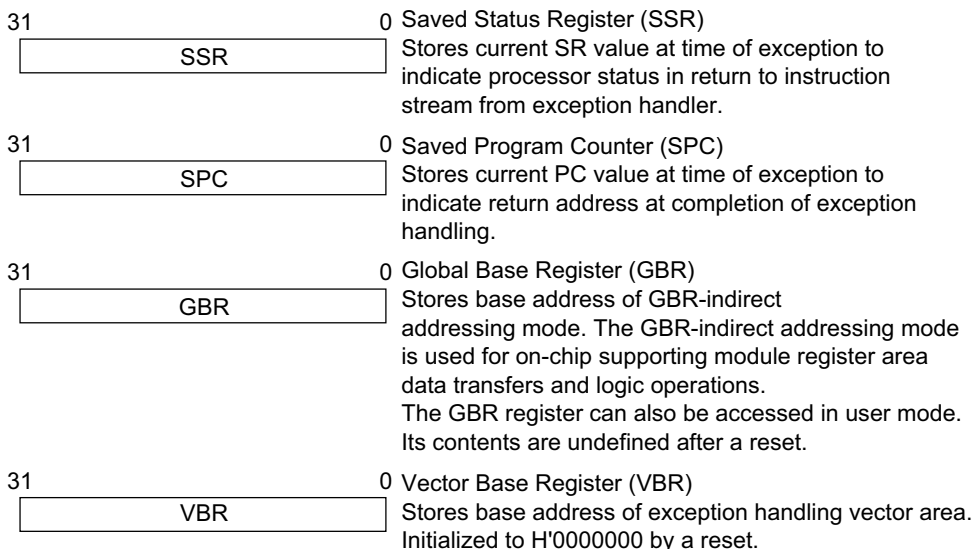 31 0 Saved Status Register (SSR)
SSR Stores current SR value at time of exception to
indicate processor status in return to instruction
stream from exception handler.
31 0 Saved Program Counter (SPC)
SPC Stores current PC value at time of exception to
indicate return address at completion of exception
handling.
31 0 Global Base Register (GBR)
GBR Stores base address of GBR-indirect
addressing mode. The GBR-indirect addressing mode
is used for on-chip supporting module register area
data transfers and logic operations.
The GBR register can also be accessed in user mode.
Its contents are undefined after a reset.
31 0 Vector Base Register (VBR)
VBR Stores base address of exception handling vector area.
Initialized to H'0000000 by a reset.